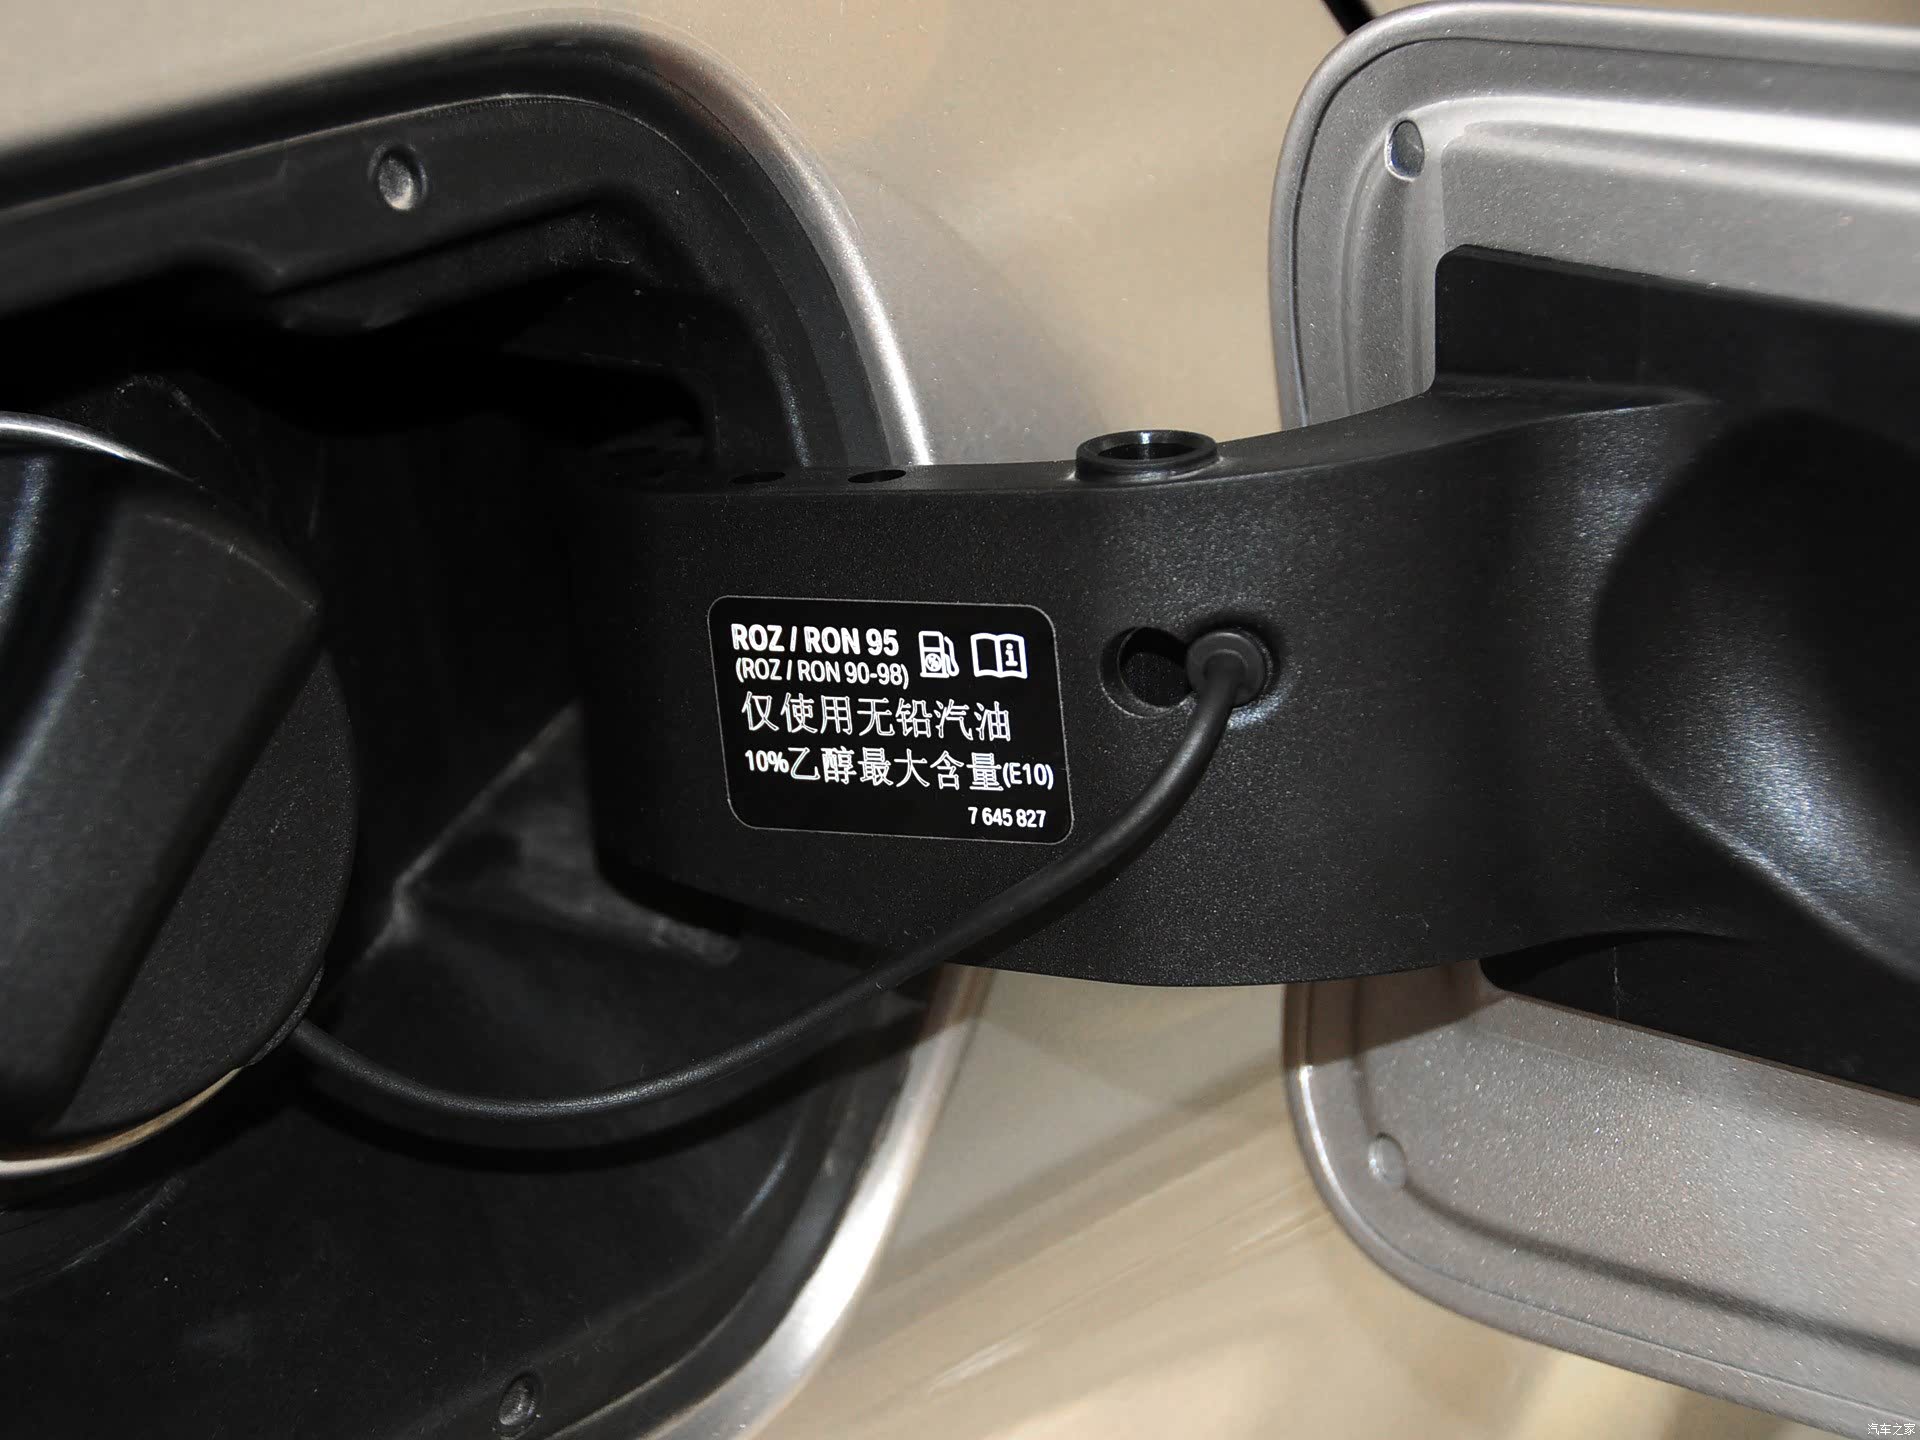 ROZ / RON 95
(ROZ / RON 90-98)
仅使用无铅汽油
10%乙醇最大含量(E10)
7 645 827
汽车之家